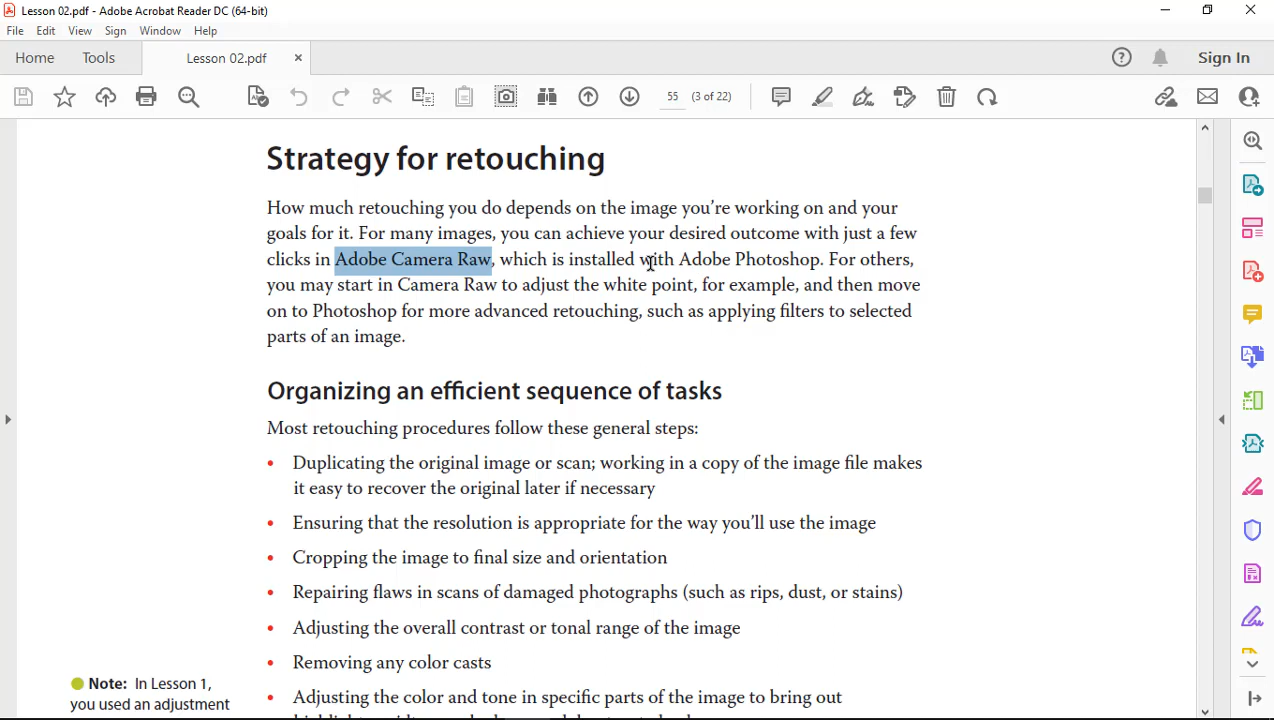 Lesson 02.pdf - Adobe Acrobat Reader DC (64-bit)
File Edit View Sign Window Help
Home Tools Lesson 02.pdf Sign In
55 (3 of 22)
Strategy for retouching
How much retouching you do depends on the image you’re working on and your
goals for it. For many images, you can achieve your desired outcome with just a few
clicks in Adobe Camera Raw, which is installed with Adobe Photoshop. For others,
you may start in Camera Raw to adjust the white point, for example, and then move
on to Photoshop for more advanced retouching, such as applying filters to selected
parts of an image.
Organizing an efficient sequence of tasks
Most retouching procedures follow these general steps:
• Duplicating the original image or scan; working in a copy of the image file makes
it easy to recover the original later if necessary
• Ensuring that the resolution is appropriate for the way you’ll use the image
• Cropping the image to final size and orientation
• Repairing flaws in scans of damaged photographs (such as rips, dust, or stains)
• Adjusting the overall contrast or tonal range of the image
• Removing any color casts
• Adjusting the color and tone in specific parts of the image to bring out
Note: In Lesson 1,
you used an adjustment